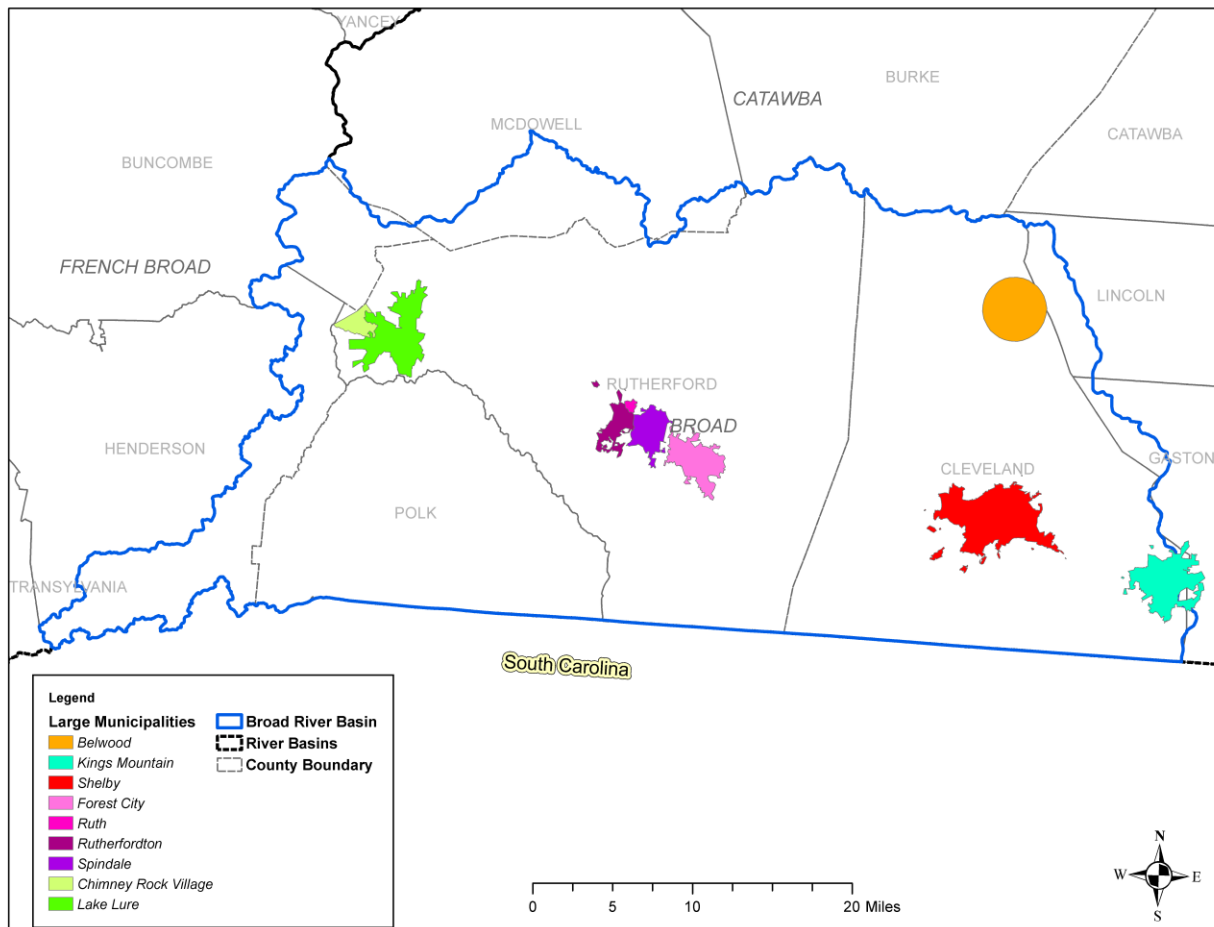 YANCEY
BURKE
CATAWBA
MCDOWELL
CATAWBA
BUNCOMBE
FRENCH BROAD
LINCOLN
RUTHERFORD
BROAD
HENDERSON
GASTON
CLEVELAND
POLK
TRANSYLVANIA
South Carolina
Legend
Large Municipalities
Belwood
Kings Mountain
Shelby
Forest City
Ruth
Rutherfordton
Spindale
Chimney Rock Village
Lake Lure
Broad River Basin
River Basins
County Boundary
0 5 10 20 Miles
N
W E
S